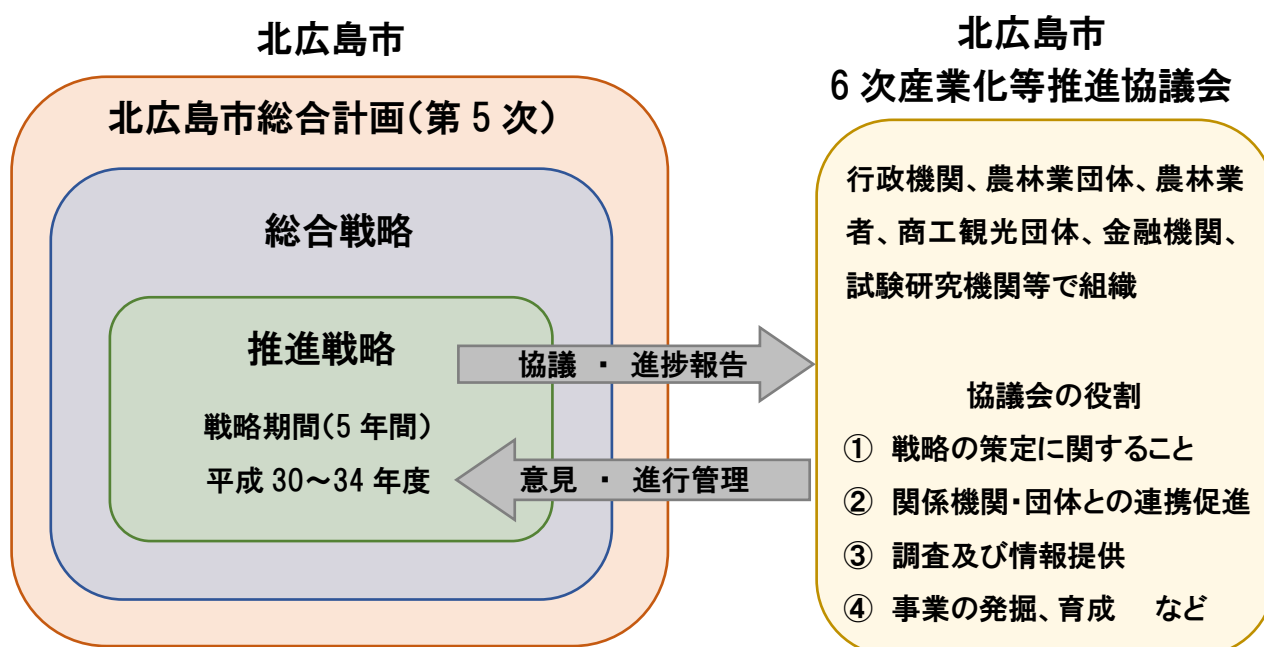 北広島市
北広島市総合計画(第 5 次)
総合戦略
推進戦略
戦略期間(5 年間)
平成 30～34 年度
協議 ・ 進捗報告
意見 ・ 進行管理
北広島市
6 次産業化等推進協議会
行政機関、農林業団体、農林業
者、商工観光団体、金融機関、
試験研究機関等で組織
協議会の役割
① 戦略の策定に関すること
② 関係機関・団体との連携促進
③ 調査及び情報提供
④ 事業の発掘、育成 など